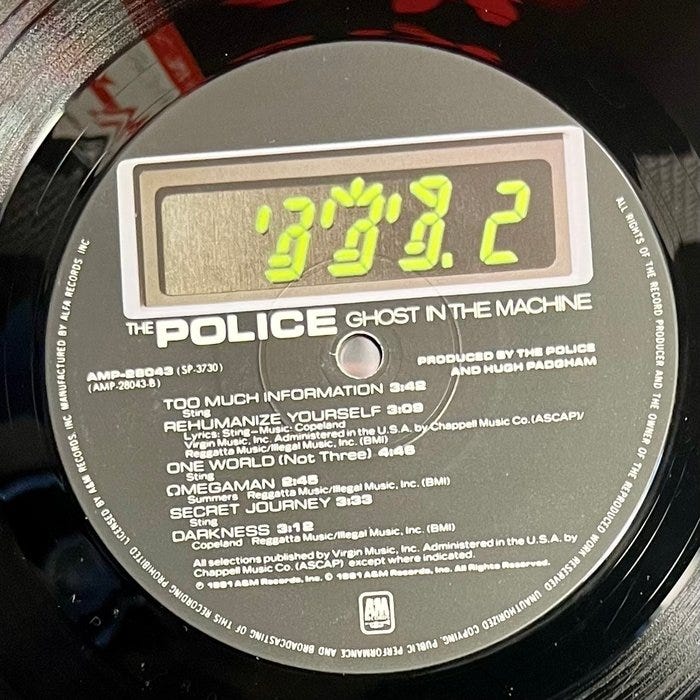 .2
THE POLICE GHOST IN THE MACHINE
AMP-28043 (SP-3730)
(AMP-28043-B)
PRODUCED BY THE POLICE
AND HUGH PADGHAM
TOO MUCH INFORMATION 3:42
Sting
REHUMANIZE YOURSELF 3:09
Lyrics: Sting-Music: Copeland
Virgin Music, Inc. Administered in the U.S.A. by Chappell Music Co. (ASCAP)/
Reggatta Music/Illegal Music, Inc. (BMI)
ONE WORLD (Not Three) 4:46
Sting
ΩMEGAMAN 2:45
Summers Reggatta Music/Illegal Music, Inc. (BMI)
SECRET JOURNEY 3:33
Sting
DARKNESS 3:12
Copeland Reggatta Music/Illegal Music, Inc. (BMI)
All selections published by Virgin Music, Inc. Administered in the U.S.A. by
Chappell Music Co. (ASCAP) except where indicated.
℗ 1981 A&M Records, Inc. © 1981 A&M Records, Inc. All Rights Reserved.
A&M
RECORDS
ALL RIGHTS OF THE RECORD PRODUCER AND THE OWNER OF THE REPRODUCED WORK RESERVED. UNAUTHORIZED COPYING, PUBLIC PERFORMANCE AND BROADCASTING OF THIS RECORDING PROHIBITED. LICENSED BY A&M RECORDS, INC. MANUFACTURED BY ALFA RECORDS INC